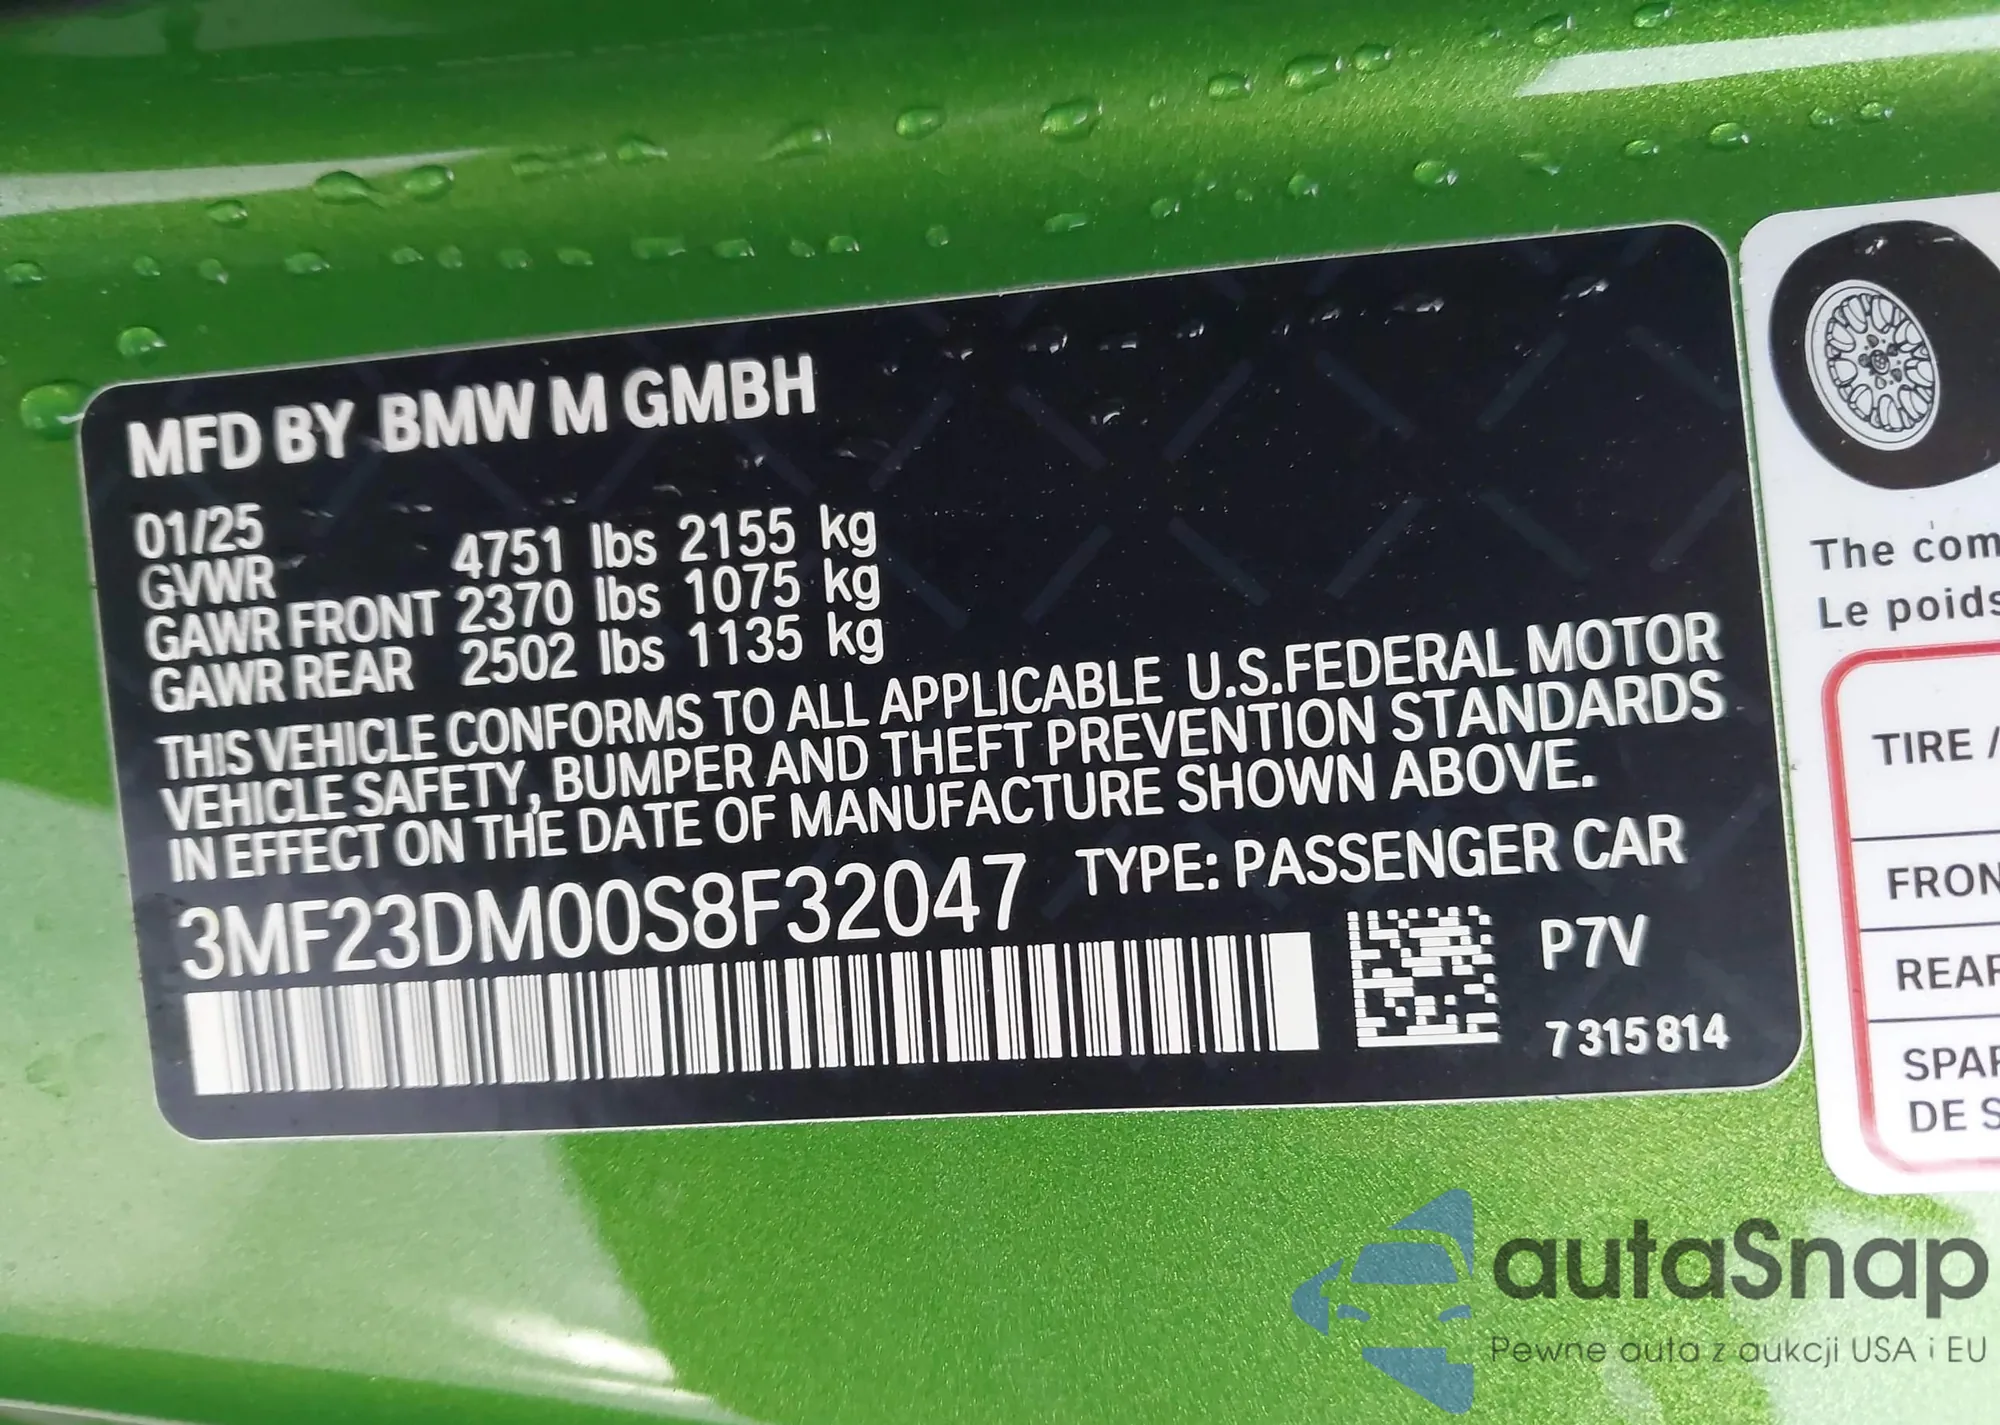 MFD BY BMW M GMBH
01/25
GVWR 4751 lbs 2155 kg
GAWR FRONT 2370 lbs 1075 kg
GAWR REAR 2502 lbs 1135 kg
THIS VEHICLE CONFORMS TO ALL APPLICABLE U.S.FEDERAL MOTOR
VEHICLE SAFETY, BUMPER AND THEFT PREVENTION STANDARDS
IN EFFECT ON THE DATE OF MANUFACTURE SHOWN ABOVE.
3MF23DM00S8F32047 TYPE: PASSENGER CAR
P7V
7 315 814
The com
Le poids
TIRE /
FRON
REAR
SPAR
DE S
autaSnap
Pewne auta z aukcji USA i EU